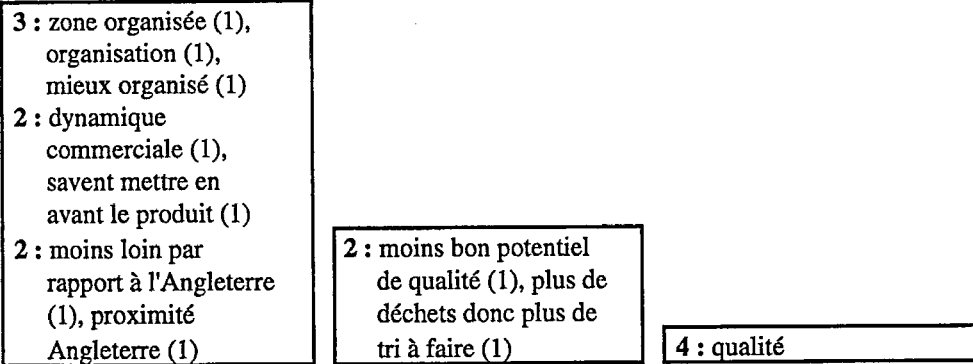 3 : zone organisée (1),
organisation (1),
mieux organisé (1)
2 : dynamique
commerciale (1),
savent mettre en
avant le produit (1)
2 : moins loin par
rapport à l'Angleterre
(1), proximité
Angleterre (1)
2 : moins bon potentiel
de qualité (1), plus de
déchets donc plus de
tri à faire (1)
4 : qualité